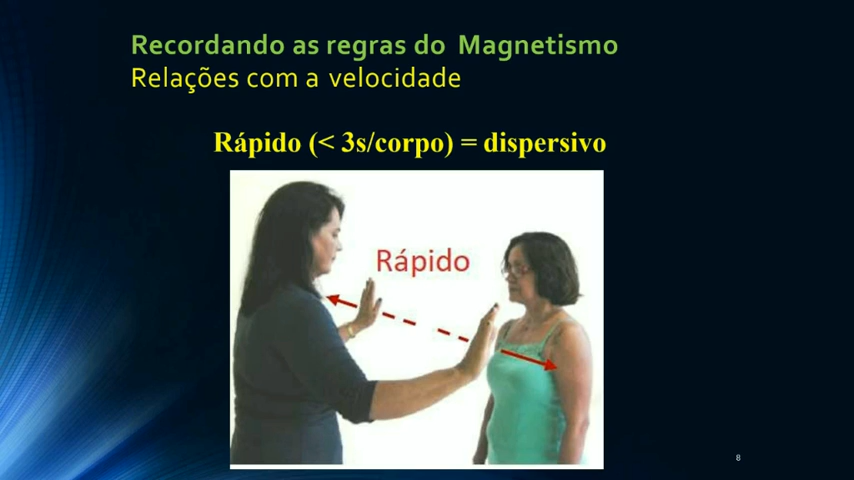 Recordando as regras do Magnetismo
Relações com a velocidade
Rápido (< 3s/corpo) = dispersivo
Rápido
8